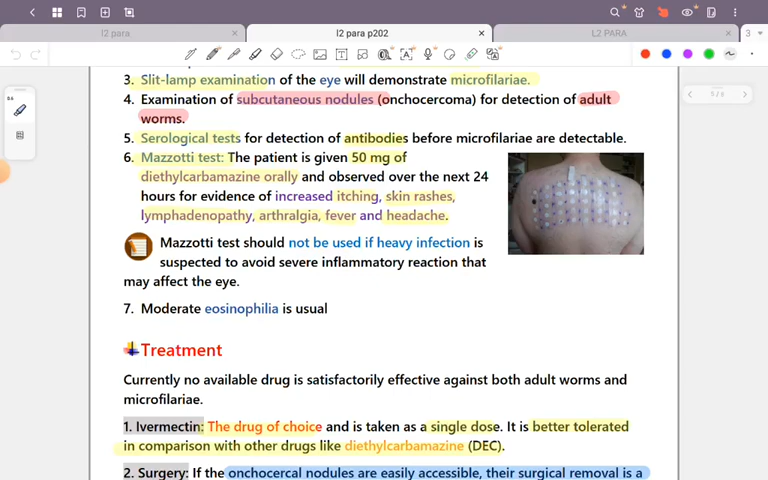 l2 para
l2 para p202
L2 PARA
3
5/8
0.6
3. Slit-lamp examination of the eye will demonstrate microfilariae.
4. Examination of subcutaneous nodules (onchocercoma) for detection of adult
worms.
5. Serological tests for detection of antibodies before microfilariae are detectable.
6. Mazzotti test: The patient is given 50 mg of
diethylcarbamazine orally and observed over the next 24
hours for evidence of increased itching, skin rashes,
lymphadenopathy, arthralgia, fever and headache.
Mazzotti test should not be used if heavy infection is
suspected to avoid severe inflammatory reaction that
may affect the eye.
7. Moderate eosinophilia is usual
Treatment
Currently no available drug is satisfactorily effective against both adult worms and
microfilariae.
1. Ivermectin: The drug of choice and is taken as a single dose. It is better tolerated
in comparison with other drugs like diethylcarbamazine (DEC).
2. Surgery: If the onchocercal nodules are easily accessible, their surgical removal is a